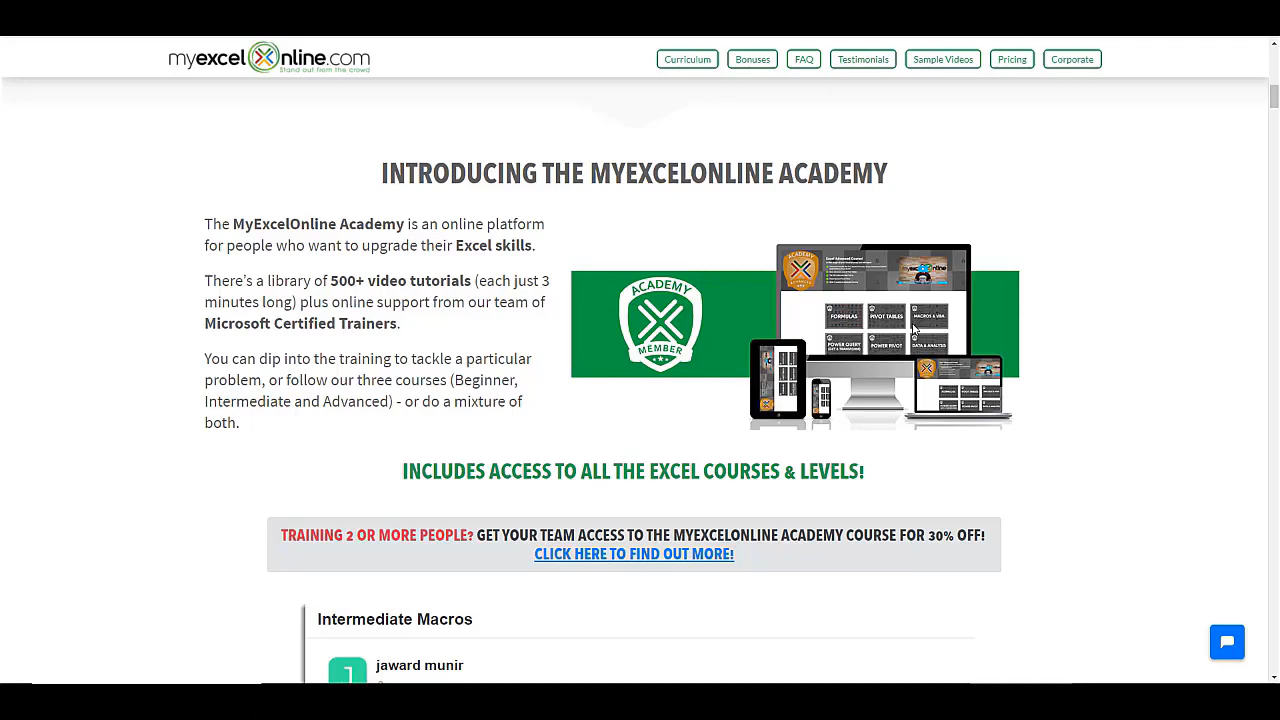 myexcelonline.com
Stand out from the crowd
Curriculum
Bonuses
FAQ
Testimonials
Sample Videos
Pricing
Corporate
INTRODUCING THE MYEXCELONLINE ACADEMY
The MyExcelOnline Academy is an online platform
for people who want to upgrade their Excel skills.
There's a library of 500+ video tutorials (each just 3
minutes long) plus online support from our team of
Microsoft Certified Trainers.
You can dip into the training to tackle a particular
problem, or follow our three courses (Beginner,
Intermediate and Advanced) - or do a mixture of
both.
ACADEMY
MEMBER
Excel Advanced Course!
FORMULAS
PIVOT TABLES
MACROS & VBA
POWER QUERY
(GET & TRANSFORM)
POWER PIVOT
DATA & ANALYSIS
INCLUDES ACCESS TO ALL THE EXCEL COURSES & LEVELS!
TRAINING 2 OR MORE PEOPLE? GET YOUR TEAM ACCESS TO THE MYEXCELONLINE ACADEMY COURSE FOR 30% OFF!
CLICK HERE TO FIND OUT MORE!
Intermediate Macros
J
jaward munir